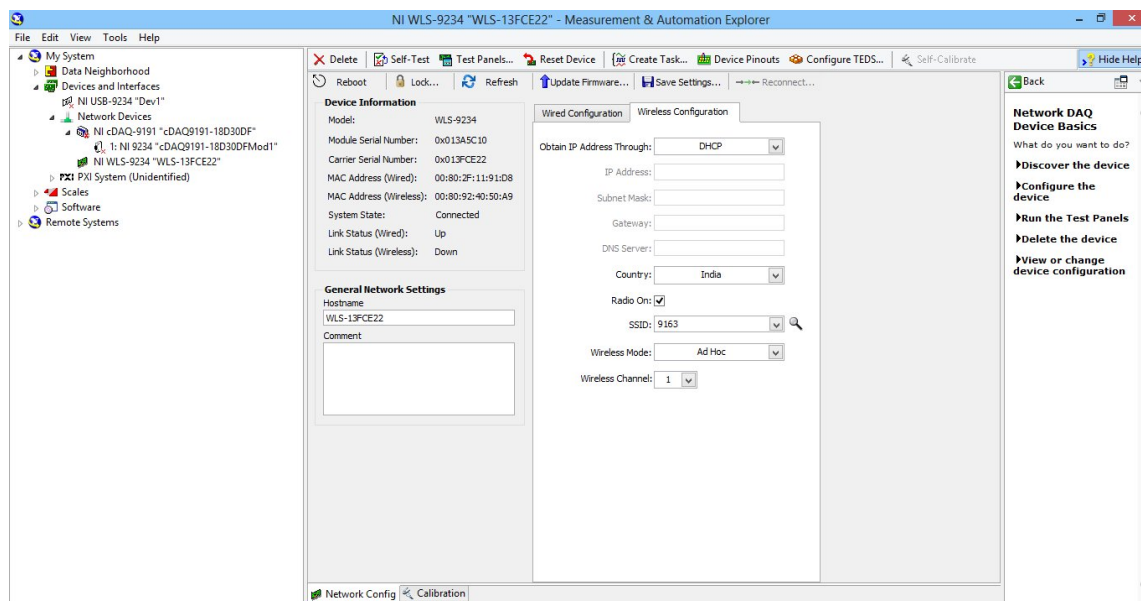 NI WLS-9234 "WLS-13FCE22" - Measurement & Automation Explorer
File Edit View Tools Help
My System
Data Neighborhood
Devices and Interfaces
NI USB-9234 "Dev1"
Network Devices
NI cDAQ-9191 "cDAQ9191-18D30DF"
1: NI 9234 "cDAQ9191-18D30DFMod1"
NI WLS-9234 "WLS-13FCE22"
PXI PXI System (Unidentified)
Scales
Software
Remote Systems
Delete Self-Test Test Panels... Reset Device Create Task... Device Pinouts Configure TEDS... Self-Calibrate Hide Help
Reboot Lock... Refresh Update Firmware... Save Settings... Reconnect...
Device Information
Model: WLS-9234
Module Serial Number: 0x013A5C10
Carrier Serial Number: 0x013FCE22
MAC Address (Wired): 00:80:2F:11:91:D8
MAC Address (Wireless): 00:80:92:40:50:A9
System State: Connected
Link Status (Wired): Up
Link Status (Wireless): Down
General Network Settings
Hostname
WLS-13FCE22
Comment
Wired Configuration Wireless Configuration
Obtain IP Address Through: DHCP
IP Address:
Subnet Mask:
Gateway:
DNS Server:
Country: India
Radio On:
SSID: 9163
Wireless Mode: Ad Hoc
Wireless Channel: 1
Network Config Calibration
Back
Network DAQ
Device Basics
What do you want to do?
Discover the device
Configure the
device
Run the Test Panels
Delete the device
View or change
device configuration